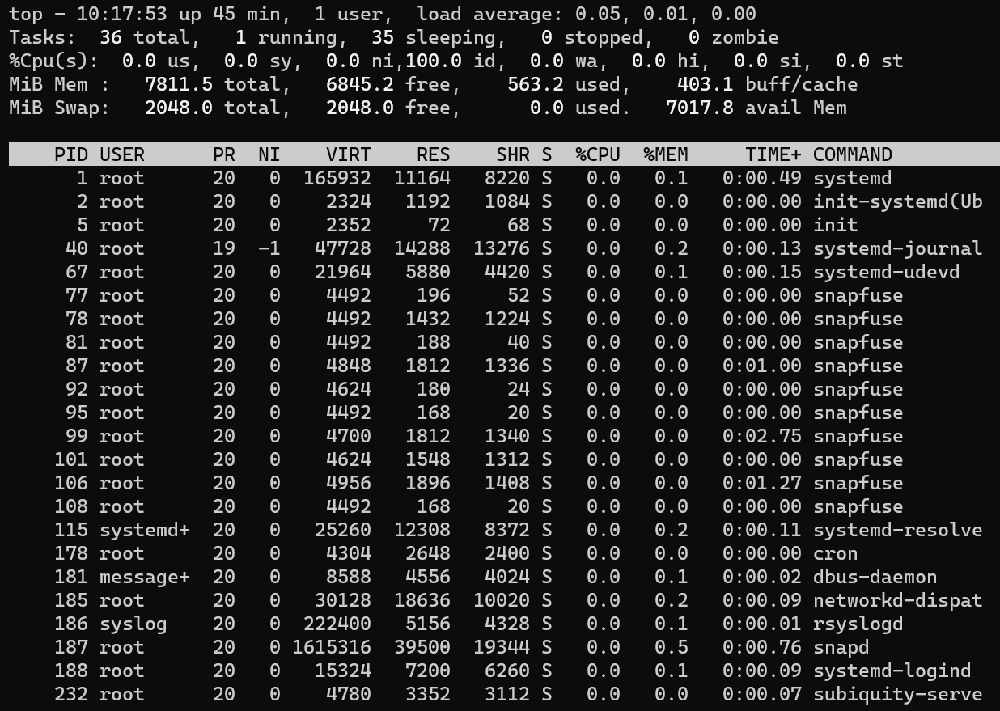 top - 10:17:53 up 45 min,  1 user,  load average: 0.05, 0.01, 0.00
Tasks:  36 total,   1 running,  35 sleeping,   0 stopped,   0 zombie
%Cpu(s):  0.0 us,  0.0 sy,  0.0 ni,100.0 id,  0.0 wa,  0.0 hi,  0.0 si,  0.0 st
MiB Mem :   7811.5 total,   6845.2 free,    563.2 used,    403.1 buff/cache
MiB Swap:   2048.0 total,   2048.0 free,      0.0 used.   7017.8 avail Mem
    PID USER      PR  NI    VIRT    RES    SHR S  %CPU  %MEM     TIME+ COMMAND
      1 root      20   0  165932  11164   8220 S   0.0   0.1   0:00.49 systemd
      2 root      20   0    2324   1192   1084 S   0.0   0.0   0:00.00 init-systemd(Ub
      5 root      20   0    2352     72     68 S   0.0   0.0   0:00.00 init
     40 root      19  -1   47728  14288  13276 S   0.0   0.2   0:00.13 systemd-journal
     67 root      20   0   21964   5880   4420 S   0.0   0.1   0:00.15 systemd-udevd
     77 root      20   0    4492    196     52 S   0.0   0.0   0:00.00 snapfuse
     78 root      20   0    4492   1432   1224 S   0.0   0.0   0:00.00 snapfuse
     81 root      20   0    4492    188     40 S   0.0   0.0   0:00.00 snapfuse
     87 root      20   0    4848   1812   1336 S   0.0   0.0   0:01.00 snapfuse
     92 root      20   0    4624    180     24 S   0.0   0.0   0:00.00 snapfuse
     95 root      20   0    4492    168     20 S   0.0   0.0   0:00.00 snapfuse
     99 root      20   0    4700   1812   1340 S   0.0   0.0   0:02.75 snapfuse
    101 root      20   0    4624   1548   1312 S   0.0   0.0   0:00.00 snapfuse
    106 root      20   0    4956   1896   1408 S   0.0   0.0   0:01.27 snapfuse
    108 root      20   0    4492    168     20 S   0.0   0.0   0:00.00 snapfuse
    115 systemd+  20   0   25260  12308   8372 S   0.0   0.2   0:00.11 systemd-resolve
    178 root      20   0    4304   2648   2400 S   0.0   0.0   0:00.00 cron
    181 message+  20   0    8588   4556   4024 S   0.0   0.1   0:00.02 dbus-daemon
    185 root      20   0   30128  18636  10020 S   0.0   0.2   0:00.09 networkd-dispat
    186 syslog    20   0  222400   5156   4328 S   0.0   0.1   0:00.01 rsyslogd
    187 root      20   0 1615316  39500  19344 S   0.0   0.5   0:00.76 snapd
    188 root      20   0   15324   7200   6260 S   0.0   0.1   0:00.09 systemd-logind
    232 root      20   0    4780   3352   3112 S   0.0   0.0   0:00.07 subiquity-serve